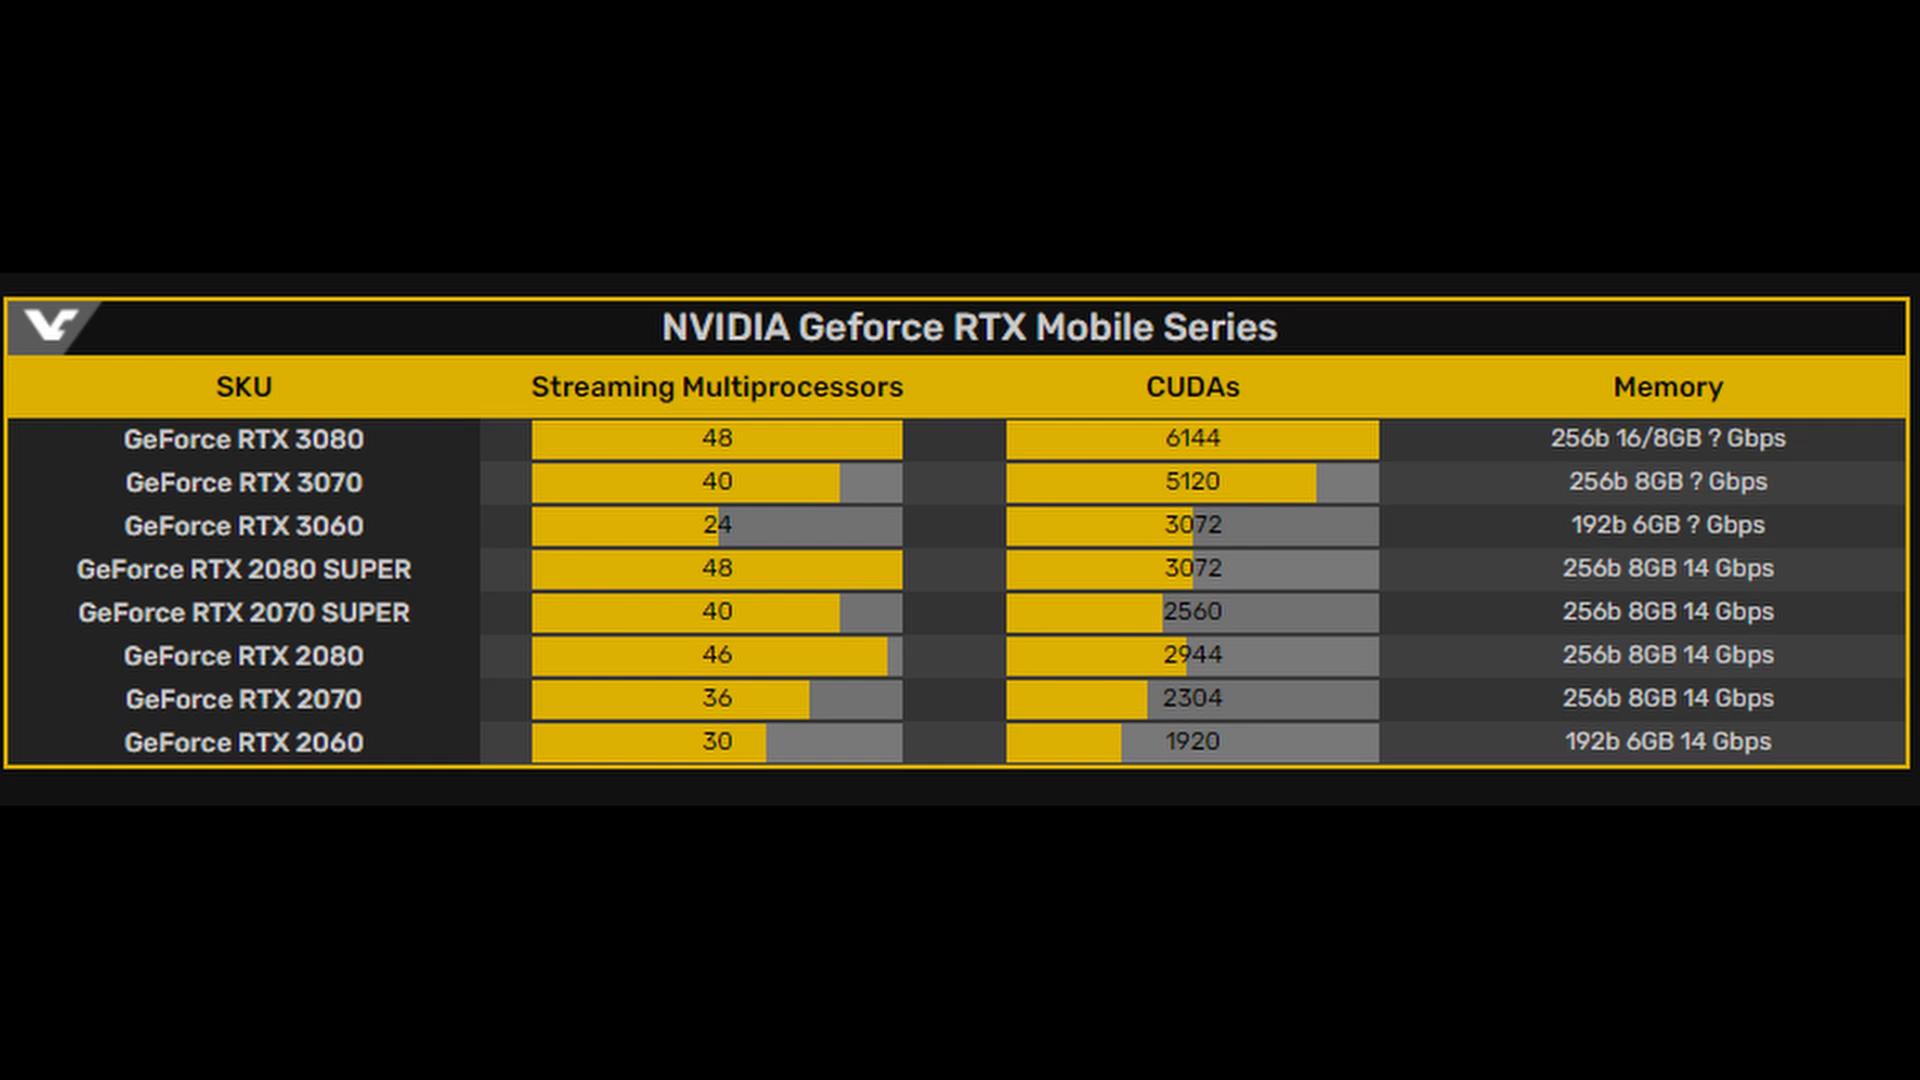 NVIDIA Geforce RTX Mobile Series
SKU Streaming Multiprocessors CUDAs Memory
GeForce RTX 3080 48 6144 256b 16/8GB ? Gbps
GeForce RTX 3070 40 5120 256b 8GB ? Gbps
GeForce RTX 3060 24 3072 192b 6GB ? Gbps
GeForce RTX 2080 SUPER 48 3072 256b 8GB 14 Gbps
GeForce RTX 2070 SUPER 40 2560 256b 8GB 14 Gbps
GeForce RTX 2080 46 2944 256b 8GB 14 Gbps
GeForce RTX 2070 36 2304 256b 8GB 14 Gbps
GeForce RTX 2060 30 1920 192b 6GB 14 Gbps